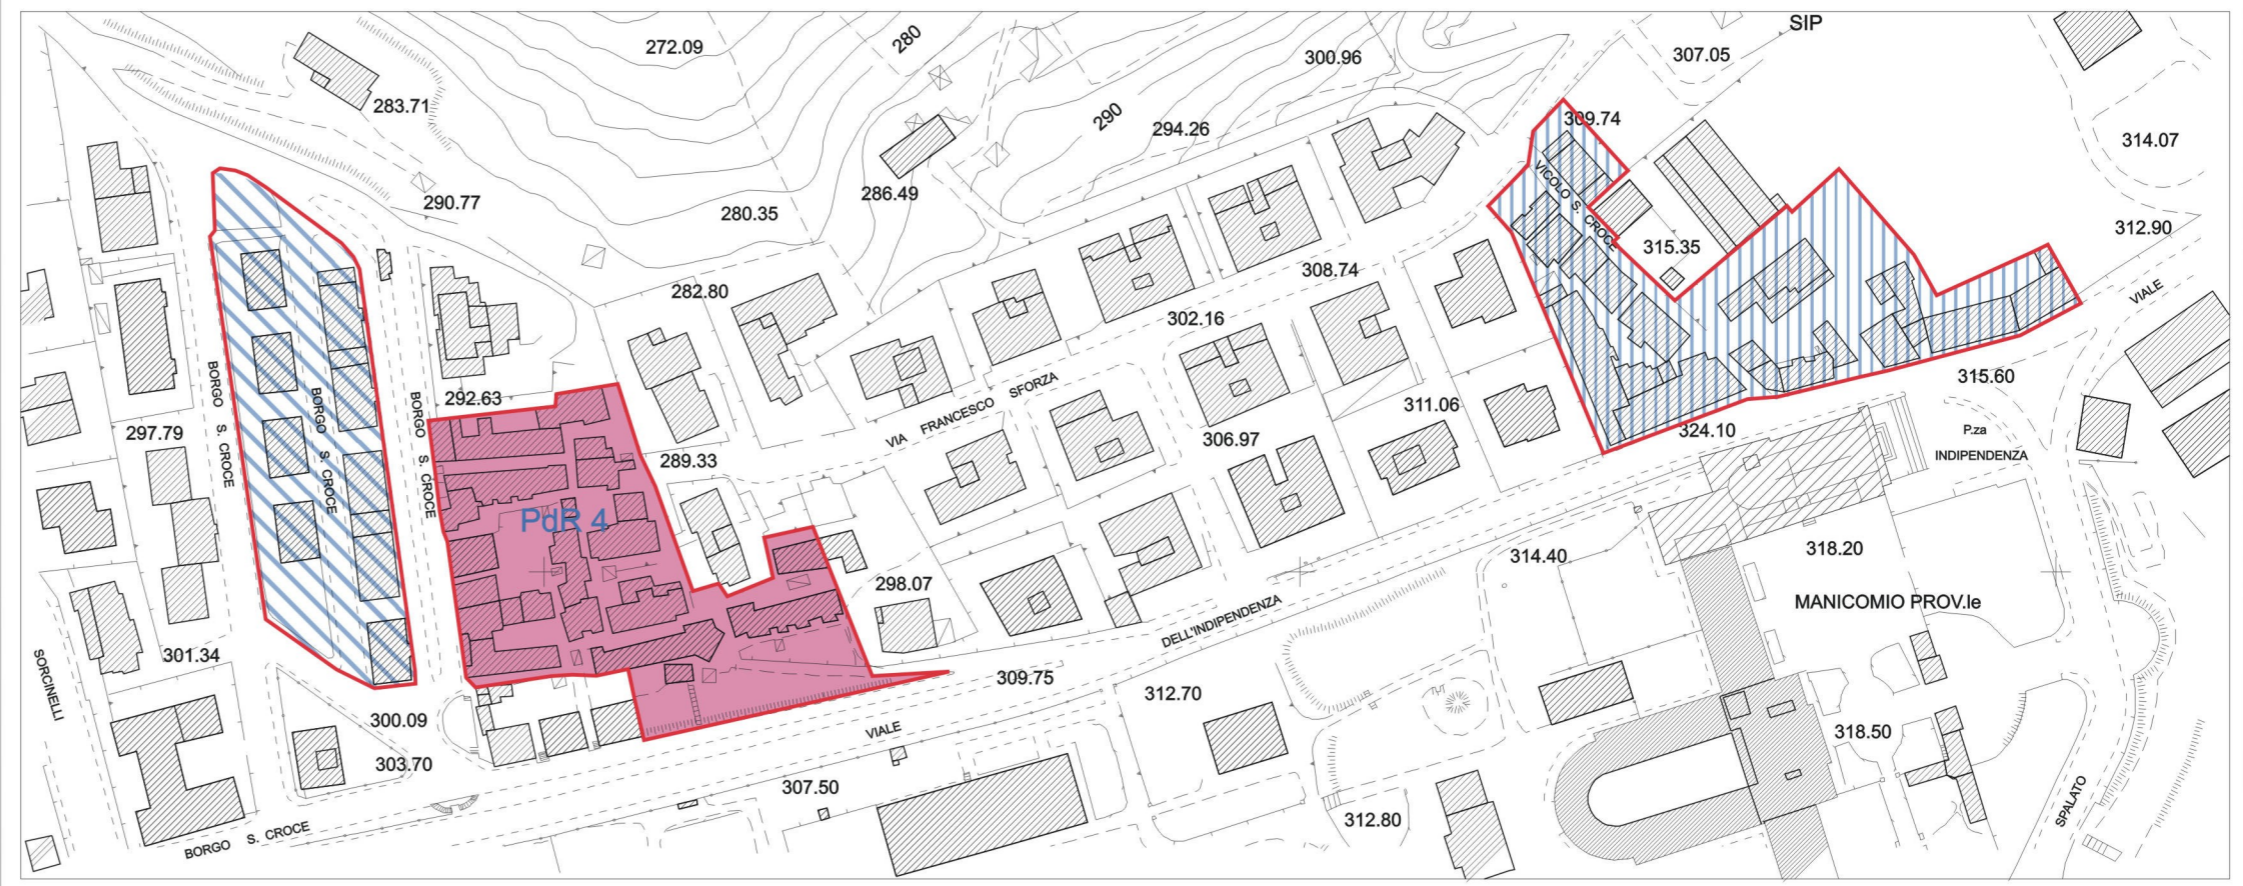 SIP
272.09
280
300.96
307.05
283.71
290
294.26
309.74
314.07
290.77
280.35
286.49
VICOLO S. CROCE
315.35
312.90
282.80
308.74
302.16
VIALE
BORGO S. CROCE
BORGO S. CROCE
BORGO S. CROCE
292.63
VIA FRANCESCO SFORZA
311.06
315.60
297.79
289.33
306.97
324.10
P.za
INDIPENDENZA
PdR 4
314.40
318.20
298.07
MANICOMIO PROV.le
DELL'INDIPENDENZA
SORCINELLI
301.34
309.75
312.70
300.09
VIALE
318.50
303.70
307.50
312.80
SPALATO
BORGO S. CROCE